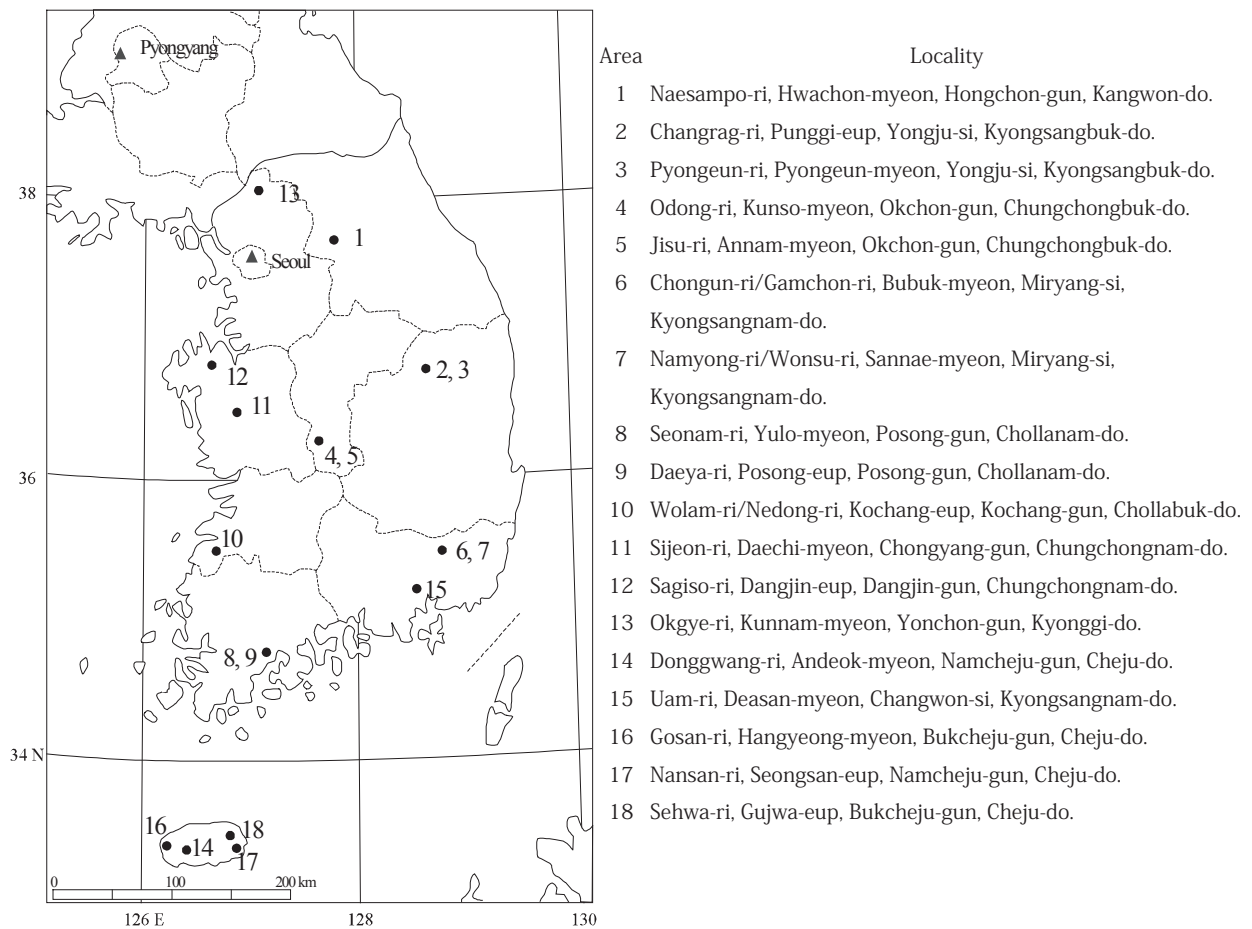 Pyongyang
38
13
1
Seoul
12
2, 3
11
4, 5
36
10
6, 7
15
8, 9
34 N
16
18
14
17
0 100 200 km
126 E 128 130
Area Locality
1 Naesampo-ri, Hwachon-myeon, Hongchon-gun, Kangwon-do.
2 Changrag-ri, Punggi-eup, Yongju-si, Kyongsangbuk-do.
3 Pyongeun-ri, Pyongeun-myeon, Yongju-si, Kyongsangbuk-do.
4 Odong-ri, Kunso-myeon, Okchon-gun, Chungchongbuk-do.
5 Jisu-ri, Annam-myeon, Okchon-gun, Chungchongbuk-do.
6 Chongun-ri/Gamchon-ri, Bubuk-myeon, Miryang-si,
Kyongsangnam-do.
7 Namyong-ri/Wonsu-ri, Sannae-myeon, Miryang-si,
Kyongsangnam-do.
8 Seonam-ri, Yulo-myeon, Posong-gun, Chollanam-do.
9 Daeya-ri, Posong-eup, Posong-gun, Chollanam-do.
10 Wolam-ri/Nedong-ri, Kochang-eup, Kochang-gun, Chollabuk-do.
11 Sijeon-ri, Daechi-myeon, Chongyang-gun, Chungchongnam-do.
12 Sagiso-ri, Dangjin-eup, Dangjin-gun, Chungchongnam-do.
13 Okgye-ri, Kunnam-myeon, Yonchon-gun, Kyonggi-do.
14 Donggwang-ri, Andeok-myeon, Namcheju-gun, Cheju-do.
15 Uam-ri, Deasan-myeon, Changwon-si, Kyongsangnam-do.
16 Gosan-ri, Hangyeong-myeon, Bukcheju-gun, Cheju-do.
17 Nansan-ri, Seongsan-eup, Namcheju-gun, Cheju-do.
18 Sehwa-ri, Gujwa-eup, Bukcheju-gun, Cheju-do.